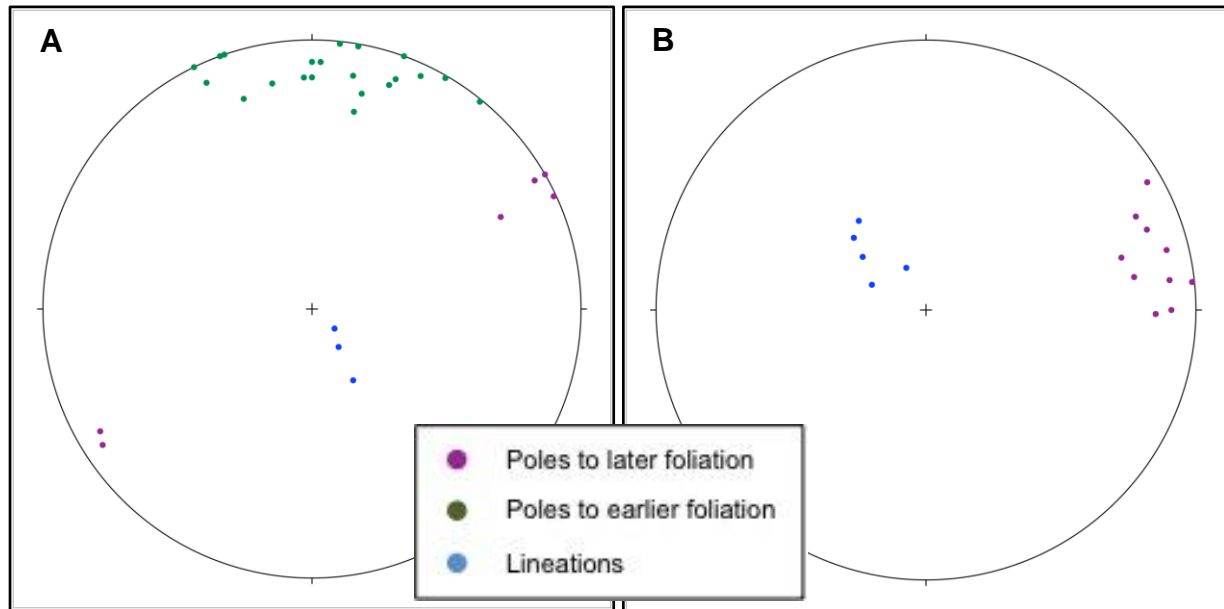 A
B
Poles to later foliation
Poles to earlier foliation
Lineations